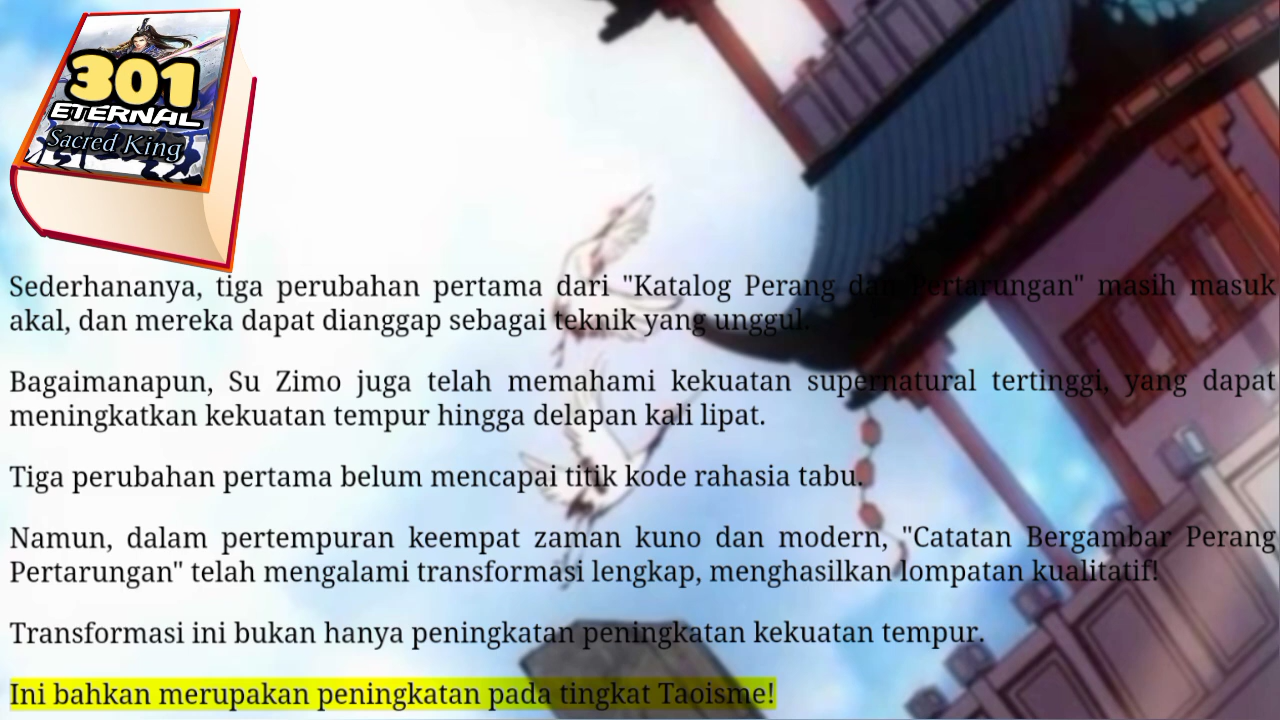 301
ETERNAL
Sacred King
Sederhananya, tiga perubahan pertama dari "Katalog Perang dan Pertarungan" masih masuk
akal, dan mereka dapat dianggap sebagai teknik yang unggul.
Bagaimanapun, Su Zimo juga telah memahami kekuatan supernatural tertinggi, yang dapat
meningkatkan kekuatan tempur hingga delapan kali lipat.
Tiga perubahan pertama belum mencapai titik kode rahasia tabu.
Namun, dalam pertempuran keempat zaman kuno dan modern, "Catatan Bergambar Perang
Pertarungan" telah mengalami transformasi lengkap, menghasilkan lompatan kualitatif!
Transformasi ini bukan hanya peningkatan peningkatan kekuatan tempur.
Ini bahkan merupakan peningkatan pada tingkat Taoisme!